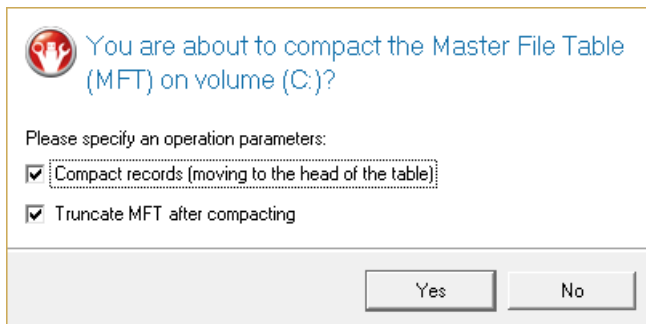 You are about to compact the Master File Table
(MFT) on volume (C:)?
Please specify an operation parameters:
Compact records (moving to the head of the table)
Truncate MFT after compacting
Yes No